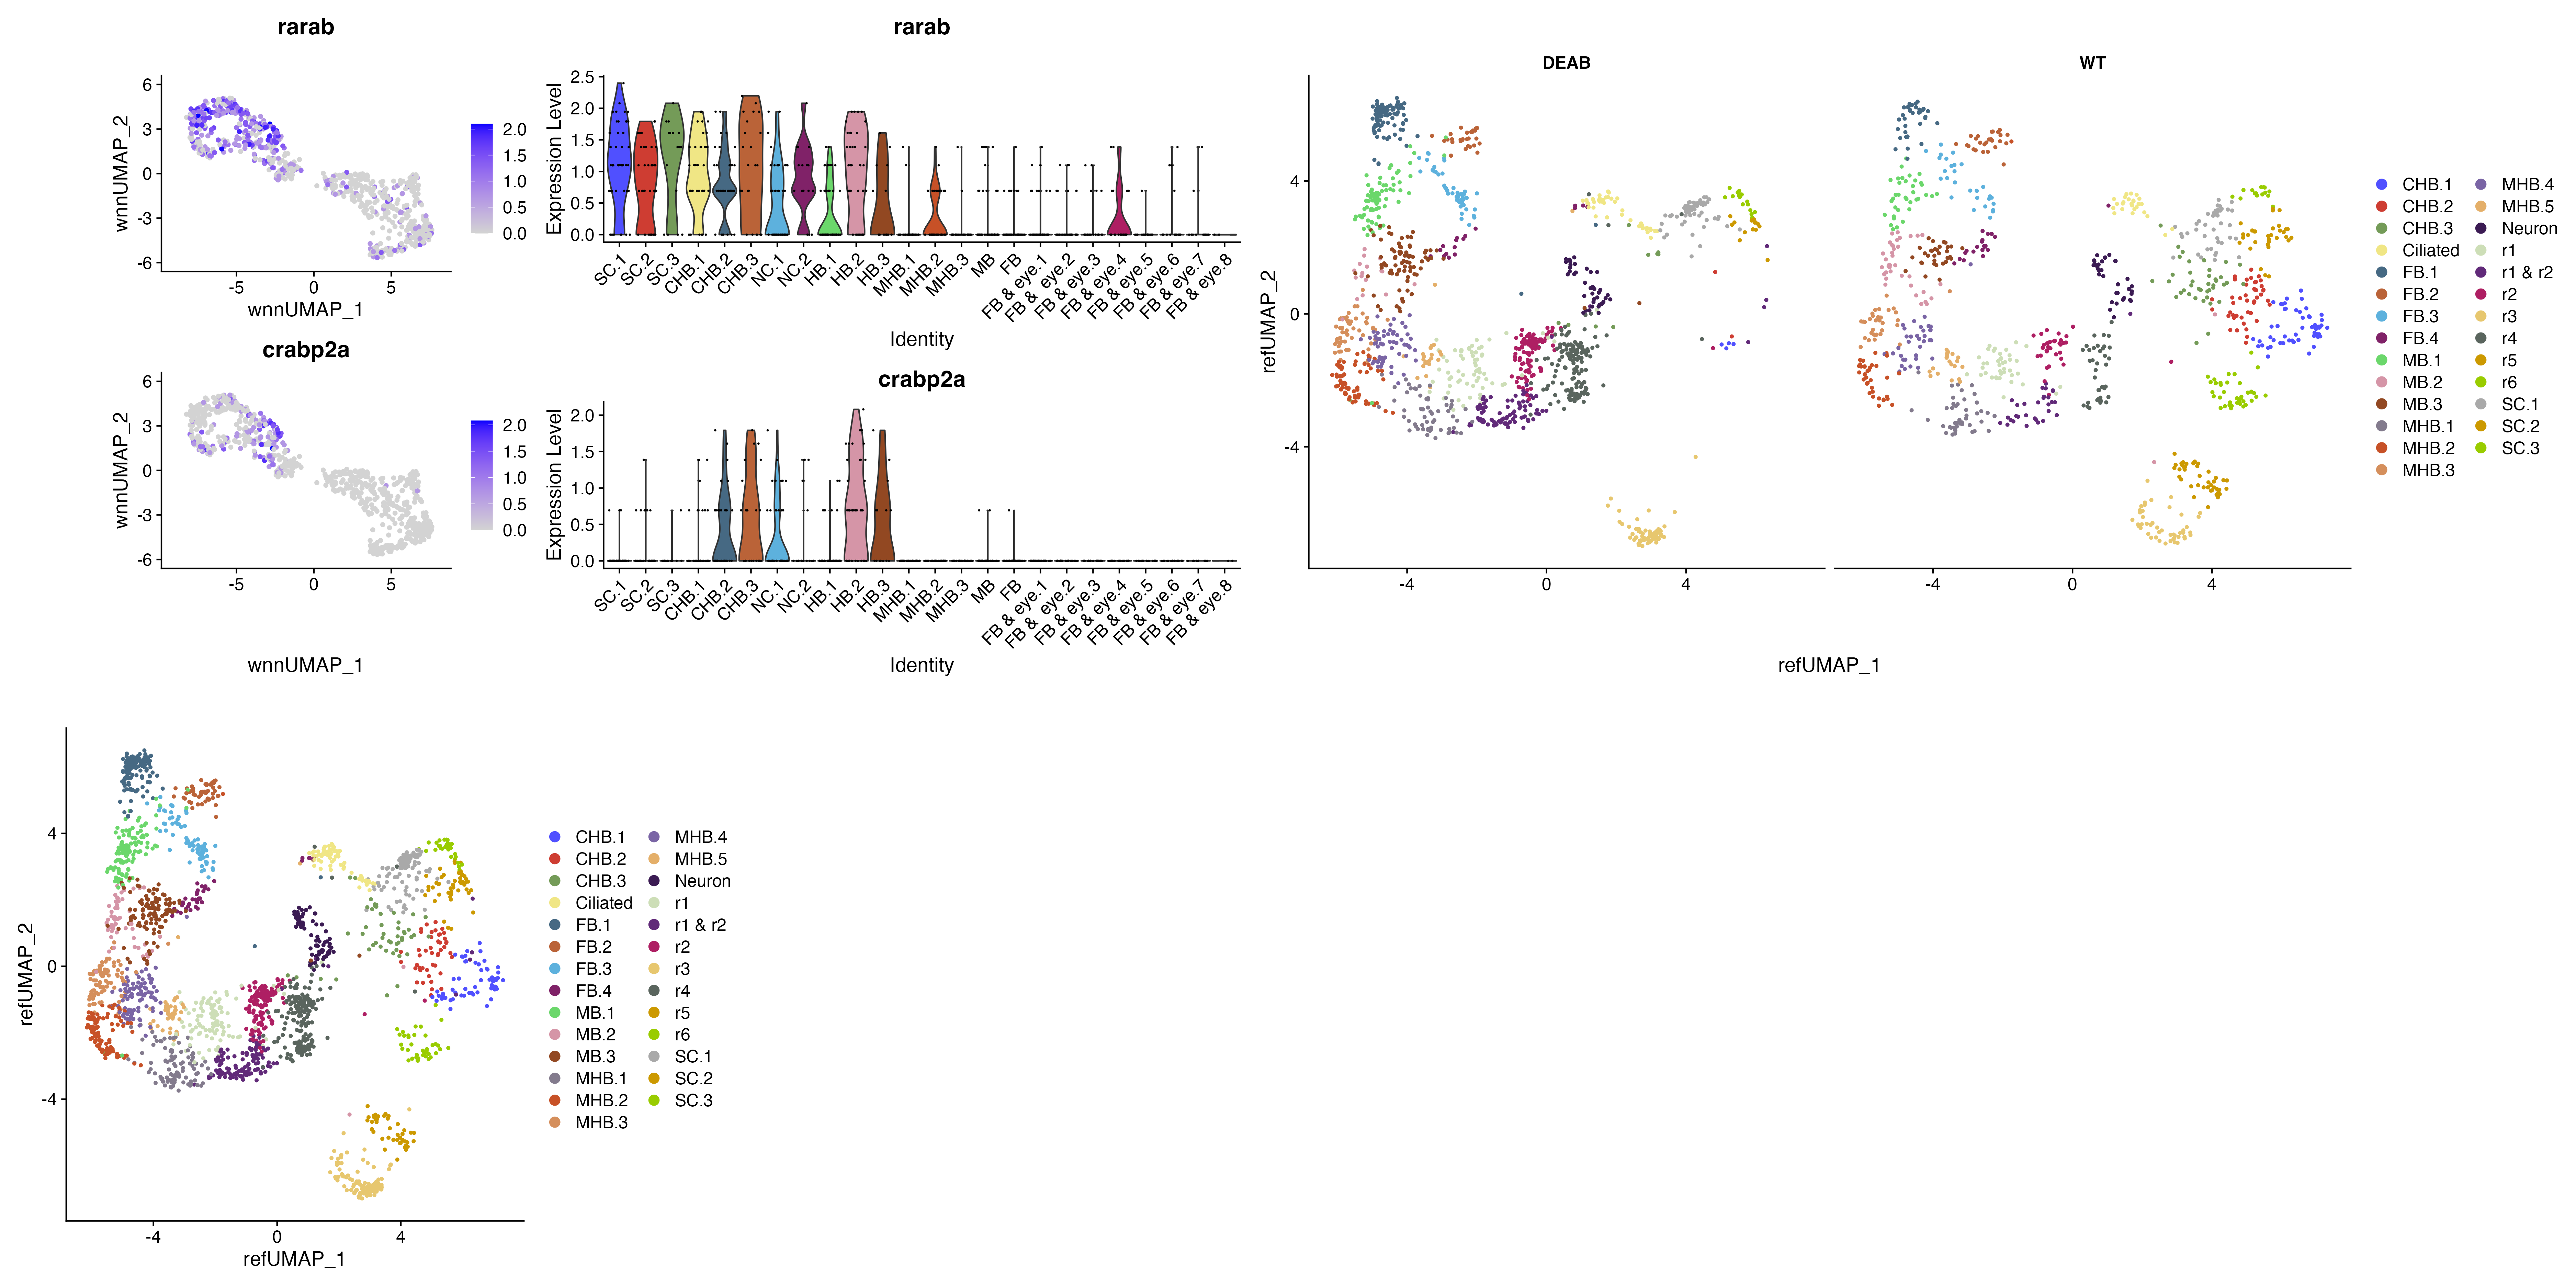 rarab
wnnUMAP_2
6
3
0
-3
-6
-5
0
5
wnnUMAP_1
2.0
1.5
1.0
0.5
0.0
rarab
Expression Level
2.5
2.0
1.5
1.0
0.5
0.0
SC.1
SC.2
SC.3
CHB.1
CHB.2
CHB.3
NC.1
NC.2
HB.1
HB.2
HB.3
MHB.1
MHB.2
MHB.3
MB
FB
FB & eye.1
FB & eye.2
FB & eye.3
FB & eye.4
FB & eye.5
FB & eye.6
FB & eye.7
FB & eye.8
Identity
crabp2a
wnnUMAP_2
6
3
0
-3
-6
-5
0
5
wnnUMAP_1
2.0
1.5
1.0
0.5
0.0
crabp2a
Expression Level
2.0
1.5
1.0
0.5
0.0
SC.1
SC.2
SC.3
CHB.1
CHB.2
CHB.3
NC.1
NC.2
HB.1
HB.2
HB.3
MHB.1
MHB.2
MHB.3
MB
FB
FB & eye.1
FB & eye.2
FB & eye.3
FB & eye.4
FB & eye.5
FB & eye.6
FB & eye.7
FB & eye.8
Identity
DEAB
WT
refUMAP_2
4
0
-4
-4
0
4
-4
0
4
refUMAP_1
CHB.1
CHB.2
CHB.3
Ciliated
FB.1
FB.2
FB.3
FB.4
MB.1
MB.2
MB.3
MHB.1
MHB.2
MHB.3
MHB.4
MHB.5
Neuron
r1
r1 & r2
r2
r3
r4
r5
r6
SC.1
SC.2
SC.3
refUMAP_2
4
0
-4
-4
0
4
refUMAP_1
CHB.1
CHB.2
CHB.3
Ciliated
FB.1
FB.2
FB.3
FB.4
MB.1
MB.2
MB.3
MHB.1
MHB.2
MHB.3
MHB.4
MHB.5
Neuron
r1
r1 & r2
r2
r3
r4
r5
r6
SC.1
SC.2
SC.3